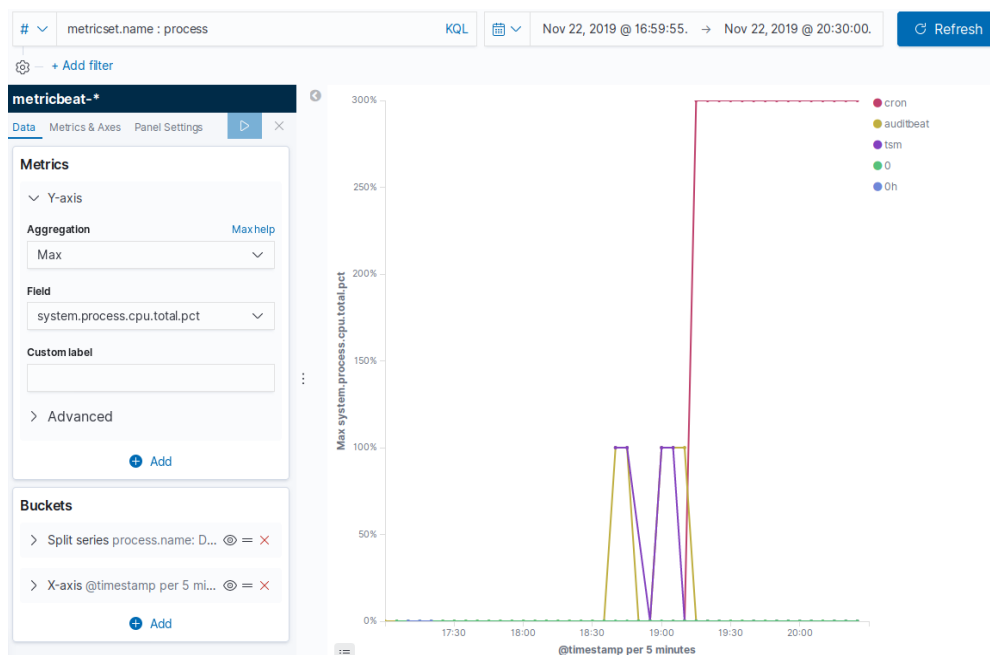 # metricset.name : process KQL Nov 22, 2019 @ 16:59:55. → Nov 22, 2019 @ 20:30:00. Refresh
+ Add filter
metricbeat-*
Data Metrics & Axes Panel Settings
Metrics
Y-axis
Aggregation Max help
Max
Field
system.process.cpu.total.pct
Custom label
Advanced
Add
Buckets
Split series process.name: D...
X-axis @timestamp per 5 mi...
Add
Max system.process.cpu.total.pct
300%
250%
200%
150%
100%
50%
0%
17:30 18:00 18:30 19:00 19:30 20:00
@timestamp per 5 minutes
cron
auditbeat
tsm
0
0h